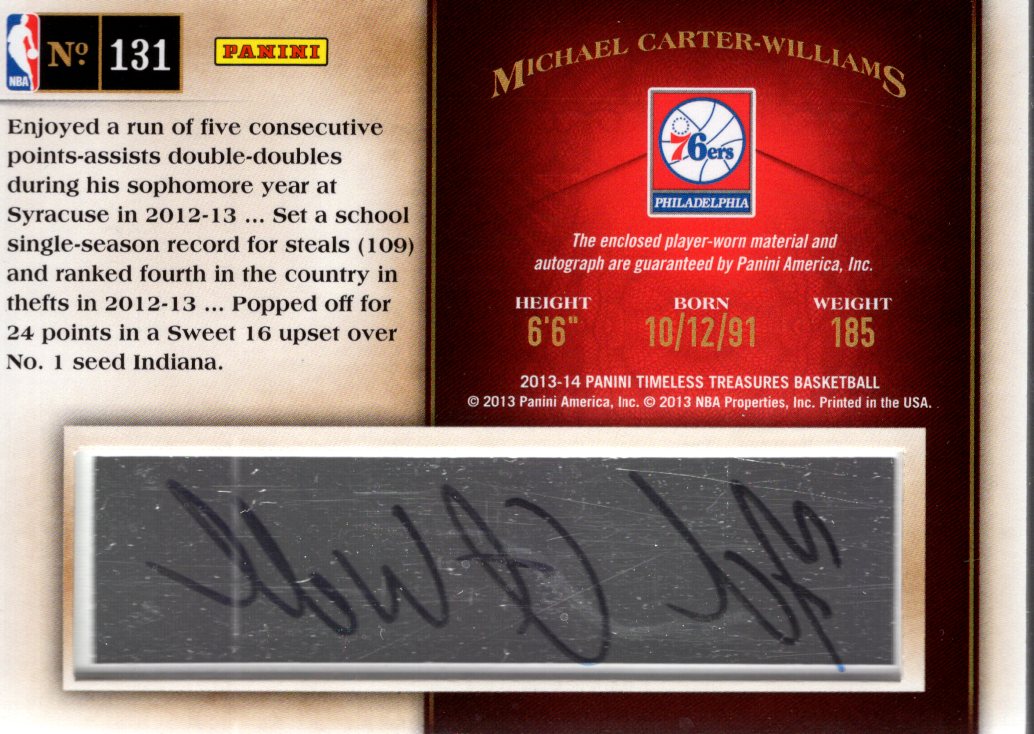 NBA
Nº 131
PANINI
Enjoyed a run of five consecutive
points-assists double-doubles
during his sophomore year at
Syracuse in 2012-13 ... Set a school
single-season record for steals (109)
and ranked fourth in the country in
thefts in 2012-13 ... Popped off for
24 points in a Sweet 16 upset over
No. 1 seed Indiana.
MICHAEL CARTER-WILLIAMS
76ers
PHILADELPHIA
The enclosed player-worn material and
autograph are guaranteed by Panini America, Inc.
HEIGHT BORN WEIGHT
6'6" 10/12/91 185
2013-14 PANINI TIMELESS TREASURES BASKETBALL
© 2013 Panini America, Inc. © 2013 NBA Properties, Inc. Printed in the USA.